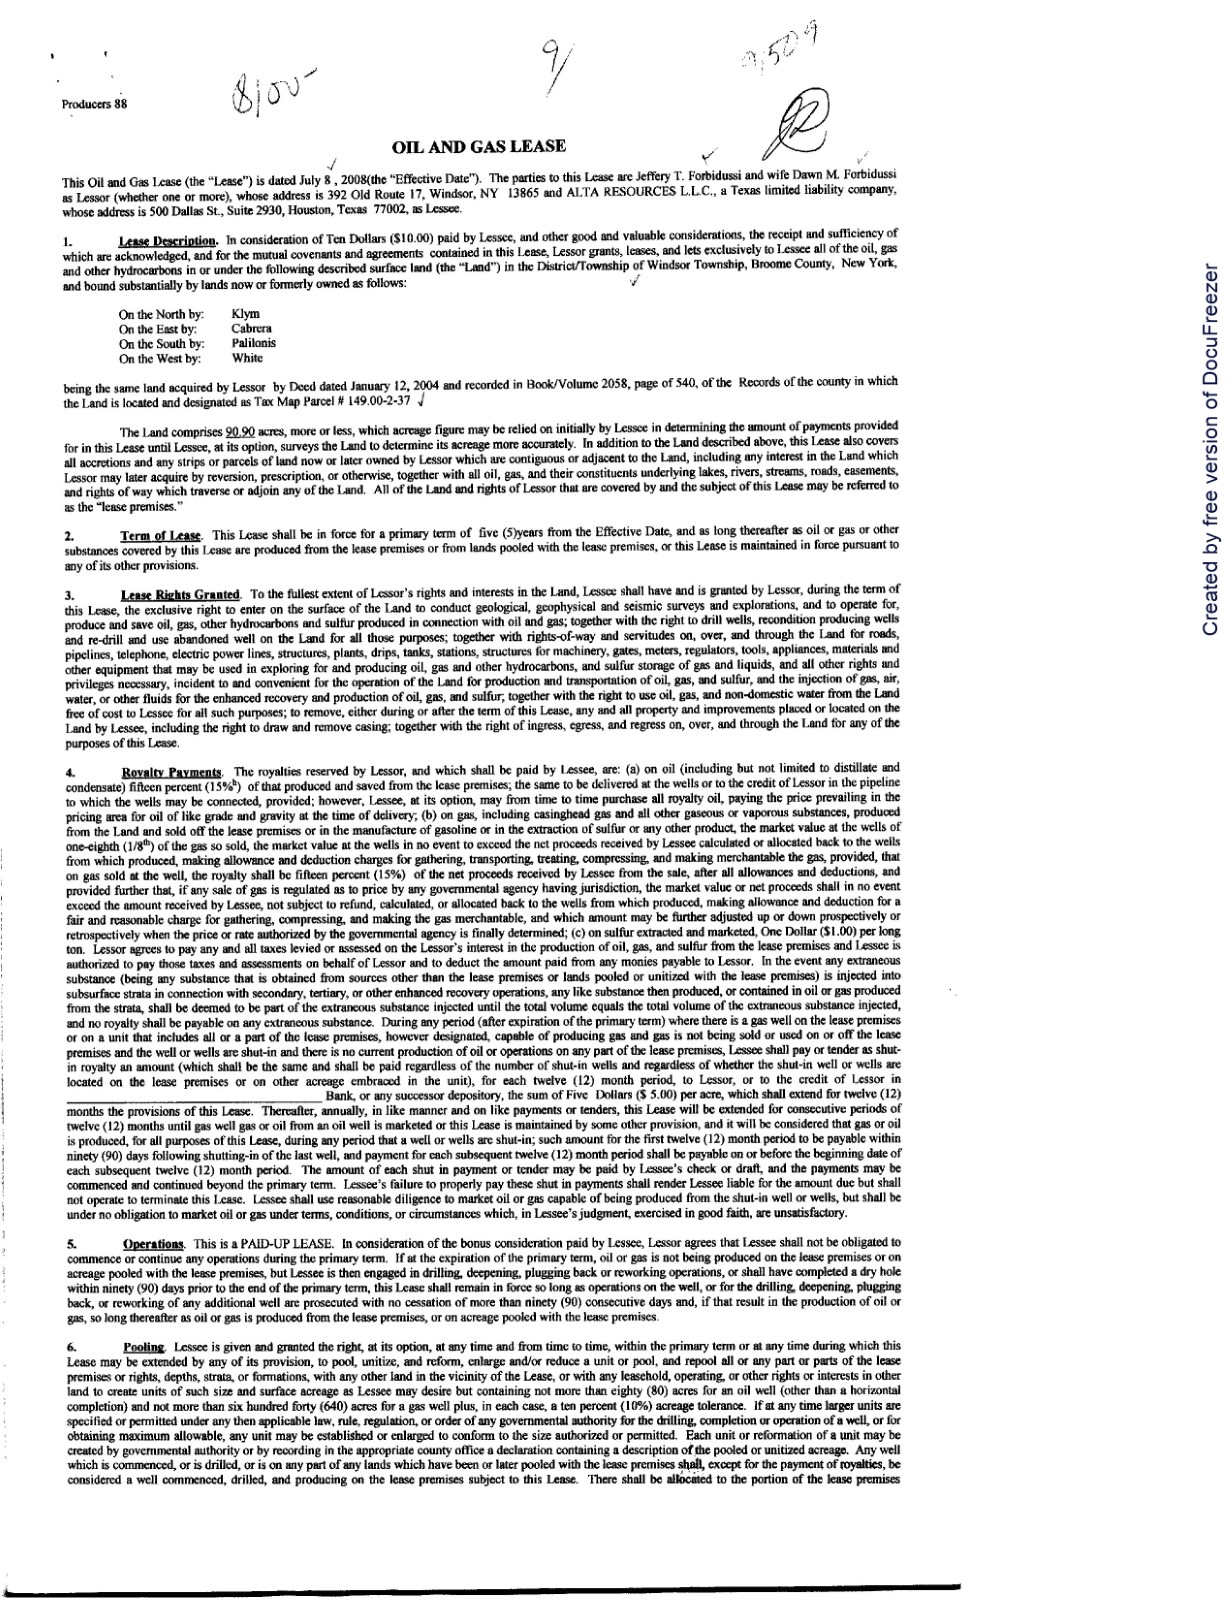 9/
8/00-
Producers 88
OIL AND GAS LEASE
This Oil and Gas Lease (the “Lease”) is dated July 8 , 2008(the “Effective Date”). The parties to this Lease are Jeffery T. Forbidussi and wife Dawn M. Forbidussi
as Lessor (whether one or more), whose address is 392 Old Route 17, Windsor, NY 13865 and ALTA RESOURCES L.L.C., a Texas limited liability company,
whose address is 500 Dallas St., Suite 2930, Houston, Texas 77002, as Lessee.
1. Lease Description. In consideration of Ten Dollars ($10.00) paid by Lessee, and other good and valuable considerations, the receipt and sufficiency of
which are acknowledged, and for the mutual covenants and agreements contained in this Lease, Lessor grants, leases, and lets exclusively to Lessee all of the oil, gas
and other hydrocarbons in or under the following described surface land (the “Land”) in the District/Township of Windsor Township, Broome County, New York,
and bound substantially by lands now or formerly owned as follows:
On the North by: Klym
On the East by: Cabrera
On the South by: Palilonis
On the West by: White
being the same land acquired by Lessor by Deed dated January 12, 2004 and recorded in Book/Volume 2058, page of 540, of the Records of the county in which
the Land is located and designated as Tax Map Parcel # 149.00-2-37
The Land comprises 90.90 acres, more or less, which acreage figure may be relied on initially by Lessee in determining the amount of payments provided
for in this Lease until Lessee, at its option, surveys the Land to determine its acreage more accurately. In addition to the Land described above, this Lease also covers
all accretions and any strips or parcels of land now or later owned by Lessor which are contiguous or adjacent to the Land, including any interest in the Land which
Lessor may later acquire by reversion, prescription, or otherwise, together with all oil, gas, and their constituents underlying lakes, rivers, streams, roads, easements,
and rights of way which traverse or adjoin any of the Land. All of the Land and rights of Lessor that are covered by and the subject of this Lease may be referred to
as the “lease premises.”
2. Term of Lease. This Lease shall be in force for a primary term of five (5)years from the Effective Date, and as long thereafter as oil or gas or other
substances covered by this Lease are produced from the lease premises or from lands pooled with the lease premises, or this Lease is maintained in force pursuant to
any of its other provisions.
3. Lease Rights Granted. To the fullest extent of Lessor’s rights and interests in the Land, Lessee shall have and is granted by Lessor, during the term of
this Lease, the exclusive right to enter on the surface of the Land to conduct geological, geophysical and seismic surveys and explorations, and to operate for,
produce and save oil, gas, other hydrocarbons and sulfur produced in connection with oil and gas; together with the right to drill wells, recondition producing wells
and re-drill and use abandoned well on the Land for all those purposes; together with rights-of-way and servitudes on, over, and through the Land for roads,
pipelines, telephone, electric power lines, structures, plants, drips, tanks, stations, structures for machinery, gates, meters, regulators, tools, appliances, materials and
other equipment that may be used in exploring for and producing oil, gas and other hydrocarbons, and sulfur storage of gas and liquids, and all other rights and
privileges necessary, incident to and convenient for the operation of the Land for production and transportation of oil, gas, and sulfur, and the injection of gas, air,
water, or other fluids for the enhanced recovery and production of oil, gas, and sulfur; together with the right to use oil, gas, and non-domestic water from the Land
free of cost to Lessee for all such purposes; to remove, either during or after the term of this Lease, any and all property and improvements placed or located on the
Land by Lessee, including the right to draw and remove casing; together with the right of ingress, egress, and regress on, over, and through the Land for any of the
purposes of this Lease.
4. Royalty Payments. The royalties reserved by Lessor, and which shall be paid by Lessee, are: (a) on oil (including but not limited to distillate and
condensate) fifteen percent (15%h) of that produced and saved from the lease premises; the same to be delivered at the wells or to the credit of Lessor in the pipeline
to which the wells may be connected, provided; however, Lessee, at its option, may from time to time purchase all royalty oil, paying the price prevailing in the
pricing area for oil of like grade and gravity at the time of delivery; (b) on gas, including casinghead gas and all other gaseous or vaporous substances, produced
from the Land and sold off the lease premises or in the manufacture of gasoline or in the extraction of sulfur or any other product, the market value at the wells of
one-eighth (1/8th) of the gas so sold, the market value at the wells in no event to exceed the net proceeds received by Lessee calculated or allocated back to the wells
from which produced, making allowance and deduction charges for gathering, transporting, treating, compressing, and making merchantable the gas, provided, that
on gas sold at the well, the royalty shall be fifteen percent (15%) of the net proceeds received by Lessee from the sale, after all allowances and deductions, and
provided further that, if any sale of gas is regulated as to price by any governmental agency having jurisdiction, the market value or net proceeds shall in no event
exceed the amount received by Lessee, not subject to refund, calculated, or allocated back to the wells from which produced, making allowance and deduction for a
fair and reasonable charge for gathering, compressing, and making the gas merchantable, and which amount may be further adjusted up or down prospectively or
retrospectively when the price or rate authorized by the governmental agency is finally determined; (c) on sulfur extracted and marketed, One Dollar ($1.00) per long
ton. Lessor agrees to pay any and all taxes levied or assessed on the Lessor’s interest in the production of oil, gas, and sulfur from the lease premises and Lessee is
authorized to pay those taxes and assessments on behalf of Lessor and to deduct the amount paid from any monies payable to Lessor. In the event any extraneous
substance (being any substance that is obtained from sources other than the lease premises or lands pooled or unitized with the lease premises) is injected into
subsurface strata in connection with secondary, tertiary, or other enhanced recovery operations, any like substance then produced, or contained in oil or gas produced
from the strata, shall be deemed to be part of the extraneous substance injected until the total volume equals the total volume of the extraneous substance injected,
and no royalty shall be payable on any extraneous substance. During any period (after expiration of the primary term) where there is a gas well on the lease premises
or on a unit that includes all or a part of the lease premises, however designated, capable of producing gas and gas is not being sold or used on or off the lease
premises and the well or wells are shut-in and there is no current production of oil or operations on any part of the lease premises, Lessee shall pay or tender as shut-
in royalty an amount (which shall be the same and shall be paid regardless of the number of shut-in wells and regardless of whether the shut-in well or wells are
located on the lease premises or on other acreage embraced in the unit), for each twelve (12) month period, to Lessor, or to the credit of Lessor in
Bank, or any successor depository, the sum of Five Dollars ($ 5.00) per acre, which shall extend for twelve (12)
months the provisions of this Lease. Thereafter, annually, in like manner and on like payments or tenders, this Lease will be extended for consecutive periods of
twelve (12) months until gas well gas or oil from an oil well is marketed or this Lease is maintained by some other provision, and it will be considered that gas or oil
is produced, for all purposes of this Lease, during any period that a well or wells are shut-in; such amount for the first twelve (12) month period to be payable within
ninety (90) days following shutting-in of the last well, and payment for each subsequent twelve (12) month period shall be payable on or before the beginning date of
each subsequent twelve (12) month period. The amount of each shut in payment or tender may be paid by Lessee’s check or draft, and the payments may be
commenced and continued beyond the primary term. Lessee’s failure to properly pay these shut in payments shall render Lessee liable for the amount due but shall
not operate to terminate this Lease. Lessee shall use reasonable diligence to market oil or gas capable of being produced from the shut-in well or wells, but shall be
under no obligation to market oil or gas under terms, conditions, or circumstances which, in Lessee’s judgment, exercised in good faith, are unsatisfactory.
5. Operations. This is a PAID-UP LEASE. In consideration of the bonus consideration paid by Lessee, Lessor agrees that Lessee shall not be obligated to
commence or continue any operations during the primary term. If at the expiration of the primary term, oil or gas is not being produced on the lease premises or on
acreage pooled with the lease premises, but Lessee is then engaged in drilling, deepening, plugging back or reworking operations, or shall have completed a dry hole
within ninety (90) days prior to the end of the primary term, this Lease shall remain in force so long as operations on the well, or for the drilling, deepening, plugging
back, or reworking of any additional well are prosecuted with no cessation of more than ninety (90) consecutive days and, if that result in the production of oil or
gas, so long thereafter as oil or gas is produced from the lease premises, or on acreage pooled with the lease premises.
6. Pooling. Lessee is given and granted the right, at its option, at any time and from time to time, within the primary term or at any time during which this
Lease may be extended by any of its provision, to pool, unitize, and reform, enlarge and/or reduce a unit or pool, and repool all or any part or parts of the lease
premises or rights, depths, strata, or formations, with any other land in the vicinity of the Lease, or with any leasehold, operating, or other rights or interests in other
land to create units of such size and surface acreage as Lessee may desire but containing not more than eighty (80) acres for an oil well (other than a horizontal
completion) and not more than six hundred forty (640) acres for a gas well plus, in each case, a ten percent (10%) acreage tolerance. If at any time larger units are
specified or permitted under any then applicable law, rule, regulation, or order of any governmental authority for the drilling, completion or operation of a well, or for
obtaining maximum allowable, any unit may be established or enlarged to conform to the size authorized or permitted. Each unit or reformation of a unit may be
created by governmental authority or by recording in the appropriate county office a declaration containing a description of the pooled or unitized acreage. Any well
which is commenced, or is drilled, or is on any part of any lands which have been or later pooled with the lease premises shall, except for the payment of royalties, be
considered a well commenced, drilled, and producing on the lease premises subject to this Lease. There shall be allocated to the portion of the lease premises
Created by free version of DocuFreezer